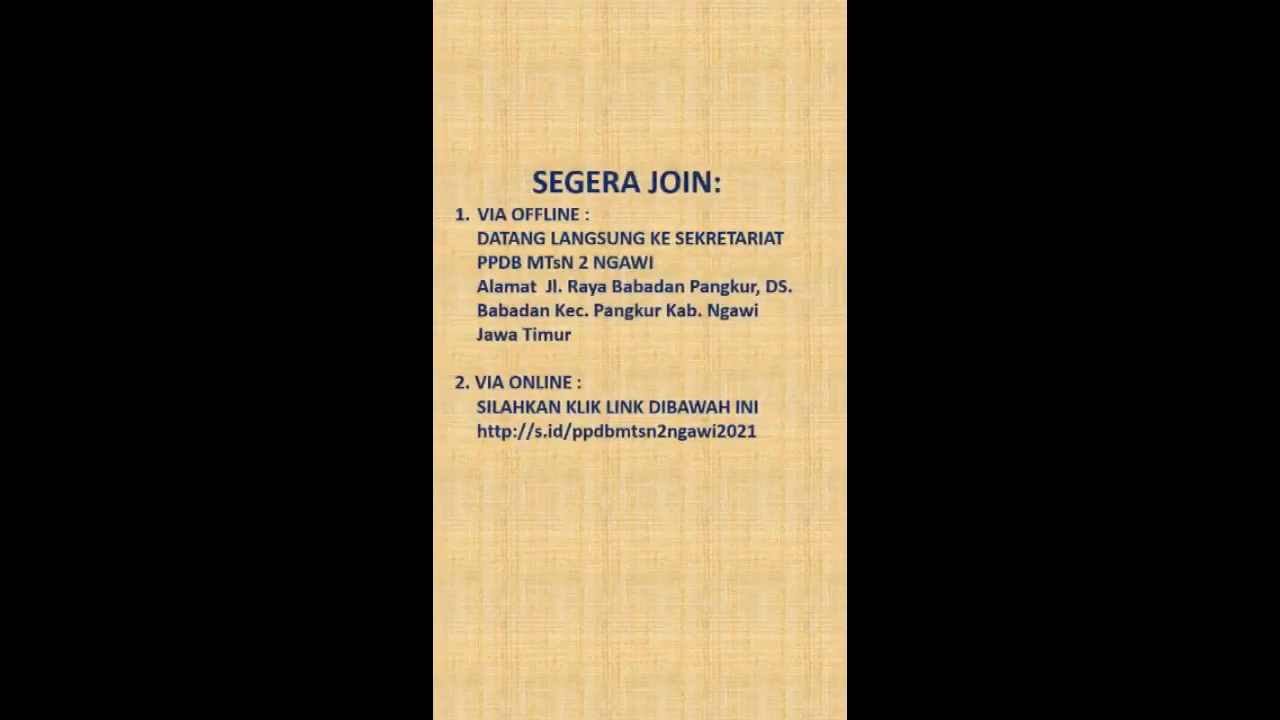 SEGERA JOIN:
1. VIA OFFLINE :
DATANG LANGSUNG KE SEKRETARIAT
PPDB MTsN 2 NGAWI
Alamat  Jl. Raya Babadan Pangkur, DS.
Babadan Kec. Pangkur Kab. Ngawi
Jawa Timur
2. VIA ONLINE :
SILAHKAN KLIK LINK DIBAWAH INI
http://s.id/ppdbmtsn2ngawi2021